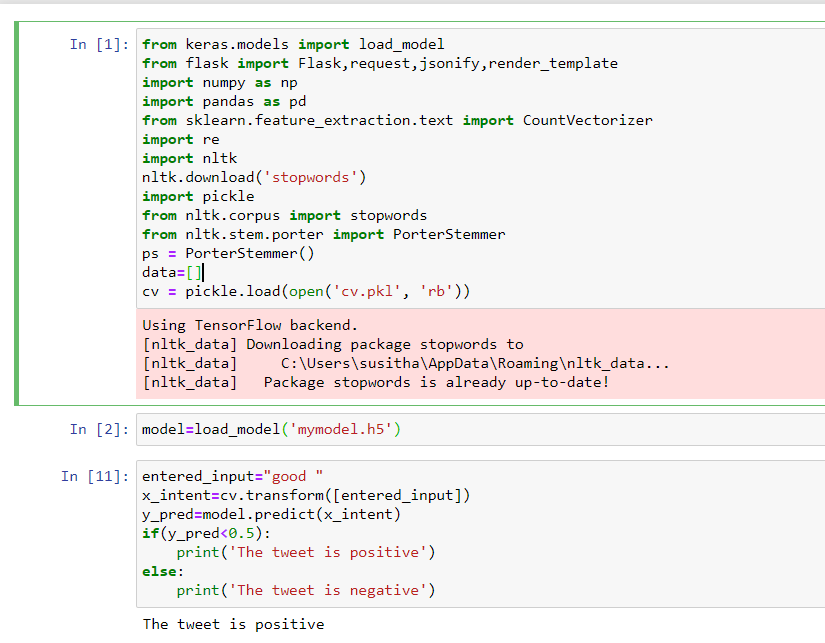 In [1]: from keras.models import load_model
from flask import Flask,request,jsonify,render_template
import numpy as np
import pandas as pd
from sklearn.feature_extraction.text import CountVectorizer
import re
import nltk
nltk.download('stopwords')
import pickle
from nltk.corpus import stopwords
from nltk.stem.porter import PorterStemmer
ps = PorterStemmer()
data=[]
cv = pickle.load(open('cv.pkl', 'rb'))
Using TensorFlow backend.
[nltk_data] Downloading package stopwords to
[nltk_data]     C:\Users\susitha\AppData\Roaming\nltk_data...
[nltk_data]   Package stopwords is already up-to-date!
In [2]: model=load_model('mymodel.h5')
In [11]: entered_input="good "
x_intent=cv.transform([entered_input])
y_pred=model.predict(x_intent)
if(y_pred<0.5):
    print('The tweet is positive')
else:
    print('The tweet is negative')
The tweet is positive